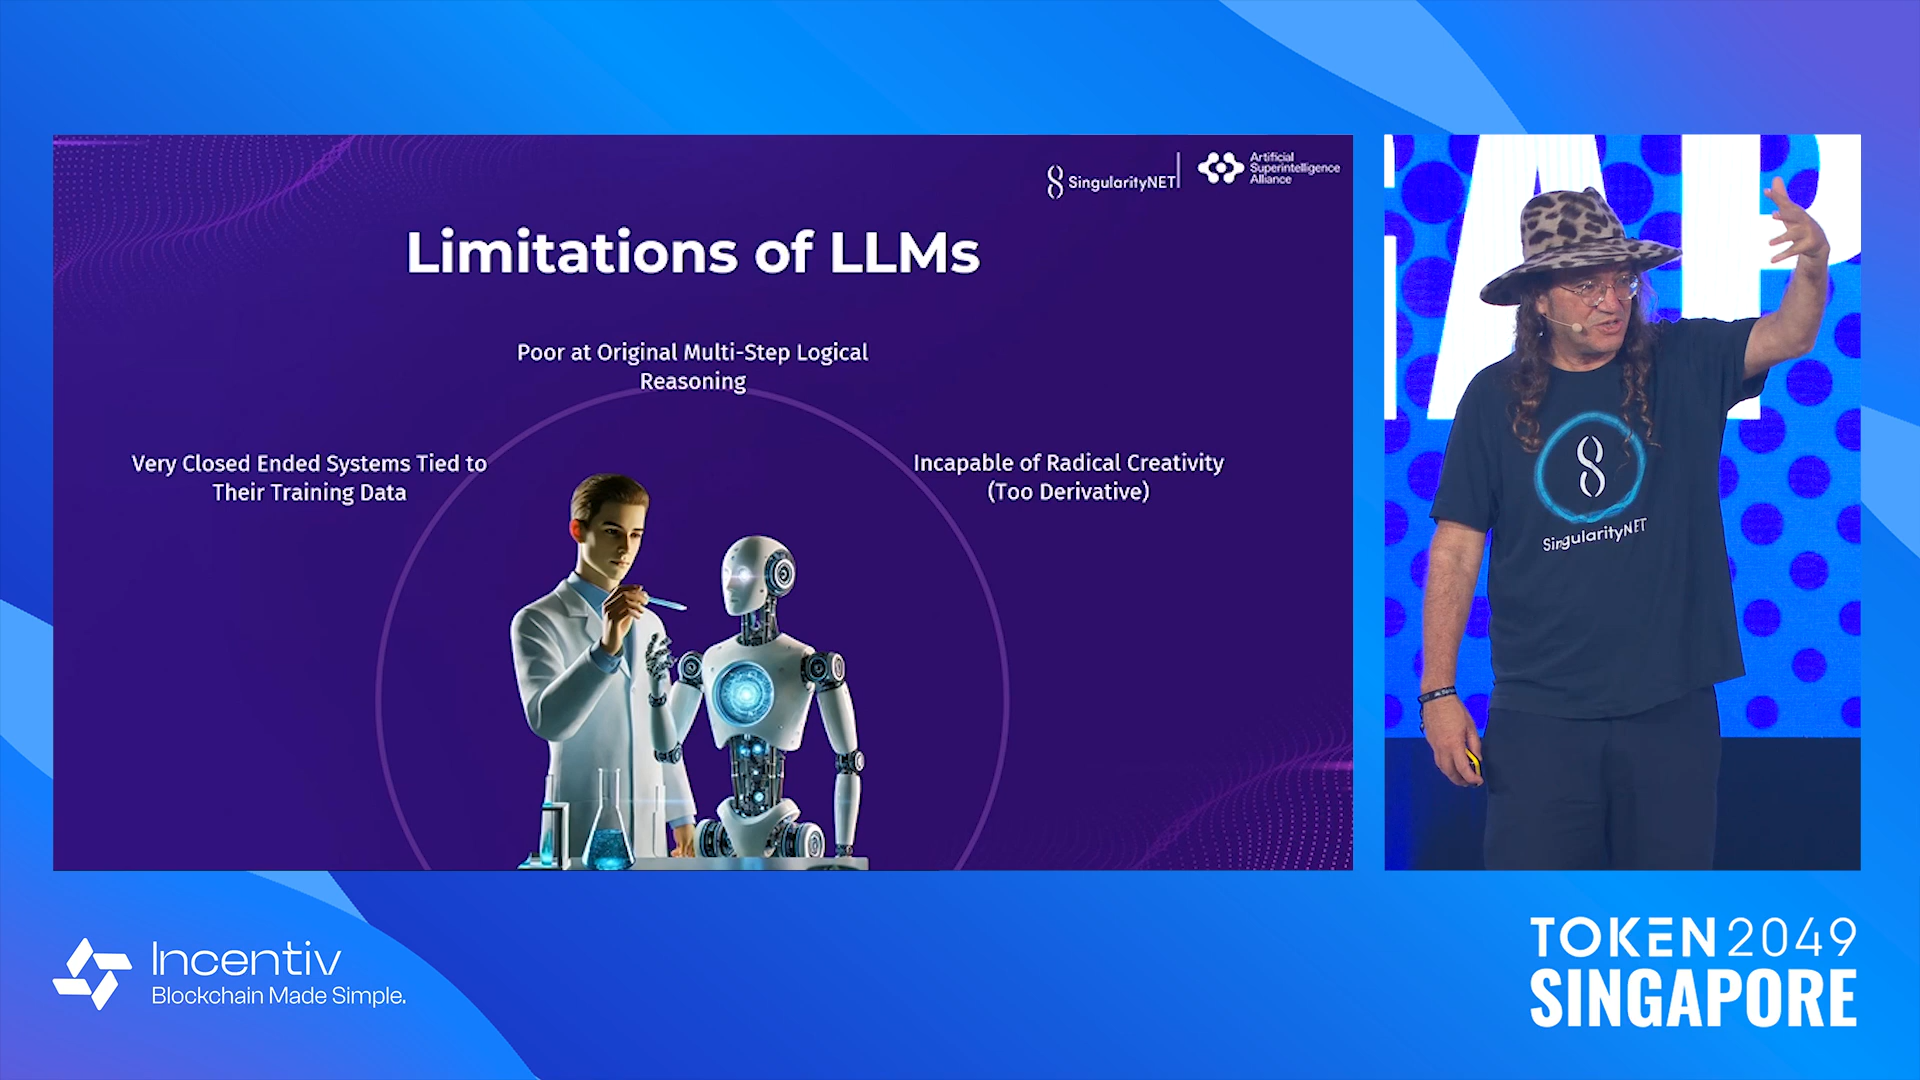 SingularityNET
Artificial
Superintelligence
Alliance
Limitations of LLMs
Poor at Original Multi-Step Logical
Reasoning
Very Closed Ended Systems Tied to
Their Training Data
Incapable of Radical Creativity
(Too Derivative)
GAP
SingularityNET
Incentiv
Blockchain Made Simple.
TOKEN2049
SINGAPORE